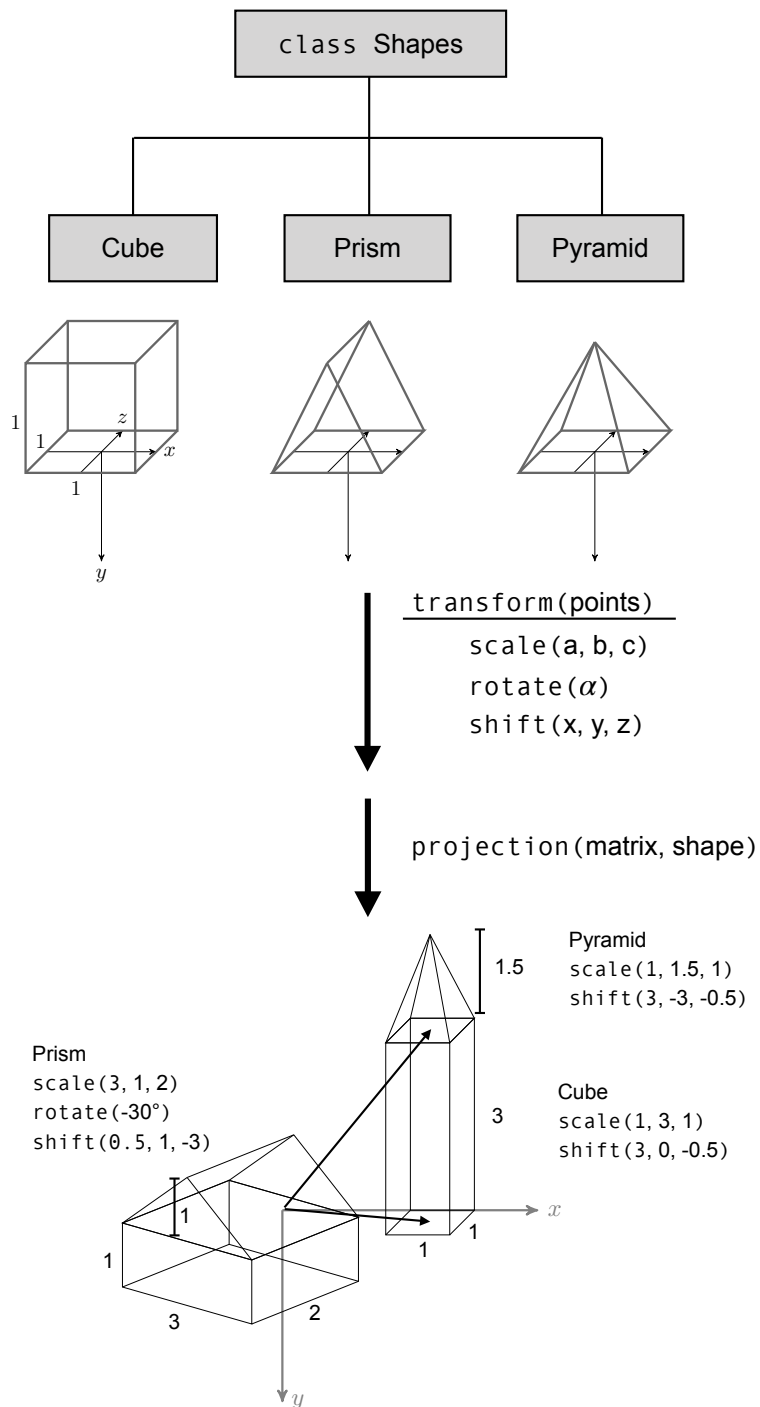 class Shapes
Cube
Prism
Pyramid
1
1
z
x
1
y
transform(points)
scale(a, b, c)
rotate(α)
shift(x, y, z)
projection(matrix, shape)
Pyramid
scale(1, 1.5, 1)
shift(3, -3, -0.5)
1.5
Prism
scale(3, 1, 2)
rotate(-30°)
shift(0.5, 1, -3)
Cube
scale(1, 3, 1)
shift(3, 0, -0.5)
3
1
1
3
2
1
1
x
y